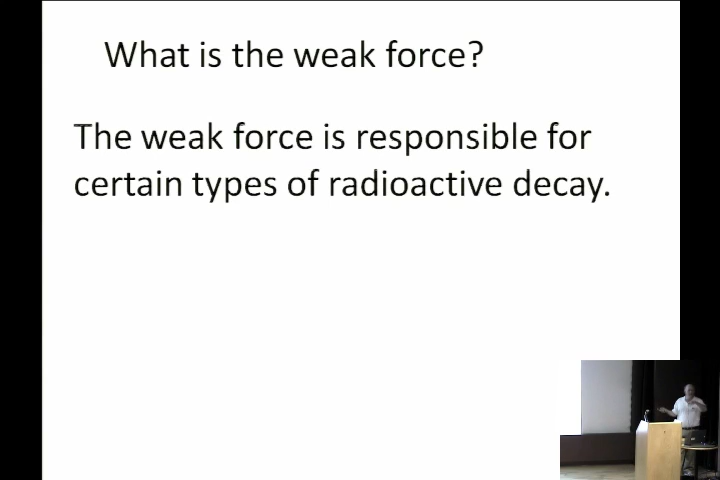 What is the weak force?
The weak force is responsible for
certain types of radioactive decay.